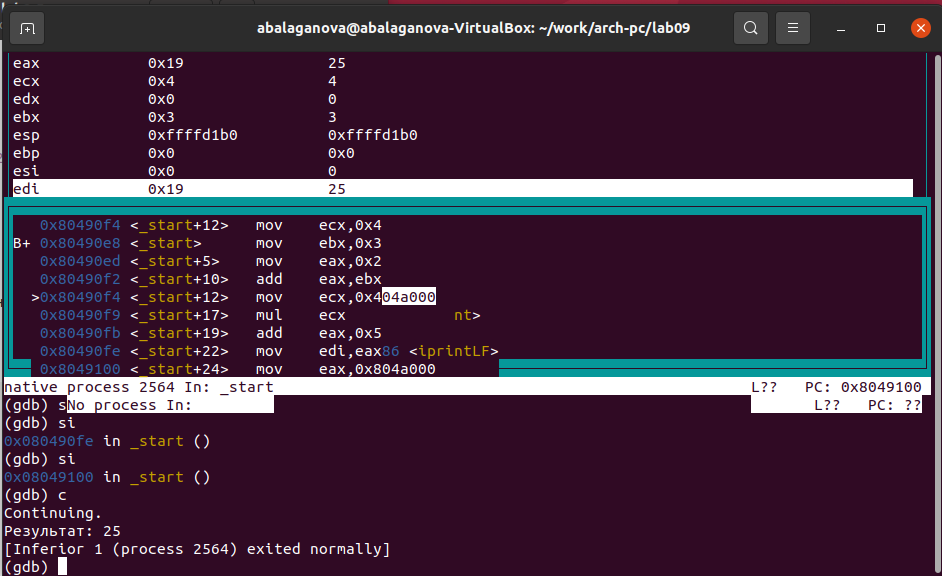 abalaganova@abalaganova-VirtualBox: ~/work/arch-pc/lab09
eax 0x19 25
ecx 0x4 4
edx 0x0 0
ebx 0x3 3
esp 0xffffd1b0 0xffffd1b0
ebp 0x0 0x0
esi 0x0 0
edi 0x19 25
0x80490f4 <_start+12> mov ecx,0x4
B+ 0x80490e8 <_start> mov ebx,0x3
0x80490ed <_start+5> mov eax,0x2
0x80490f2 <_start+10> add eax,ebx
>0x80490f4 <_start+12> mov ecx,0x404a000
0x80490f9 <_start+17> mul ecx nt>
0x80490fb <_start+19> add eax,0x5
0x80490fe <_start+22> mov edi,eax86 <iprintLF>
0x8049100 <_start+24> mov eax,0x804a000
native process 2564 In: _start L?? PC: 0x8049100
(gdb) sNo process In: L?? PC: ??
(gdb) si
0x080490fe in _start ()
(gdb) si
0x08049100 in _start ()
(gdb) c
Continuing.
Результат: 25
[Inferior 1 (process 2564) exited normally]
(gdb)